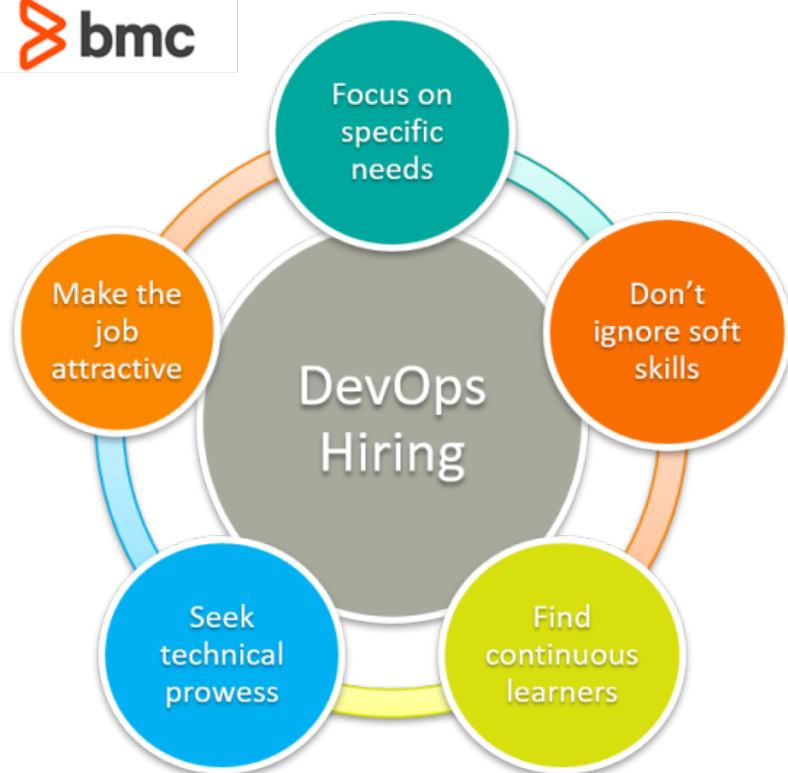 bmc
Focus on
specific
needs
Don’t
ignore soft
skills
Find
continuous
learners
Seek
technical
prowess
Make the
job
attractive
DevOps
Hiring